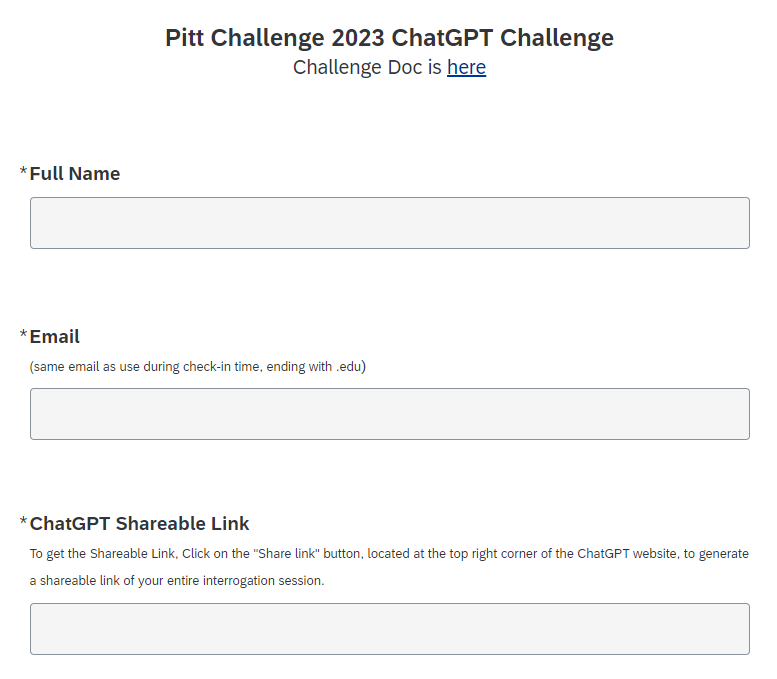 Pitt Challenge 2023 ChatGPT Challenge
Challenge Doc is here
*Full Name
*Email
(same email as use during check-in time, ending with .edu)
*ChatGPT Shareable Link
To get the Shareable Link, Click on the "Share link" button, located at the top right corner of the ChatGPT website, to generate
a shareable link of your entire interrogation session.